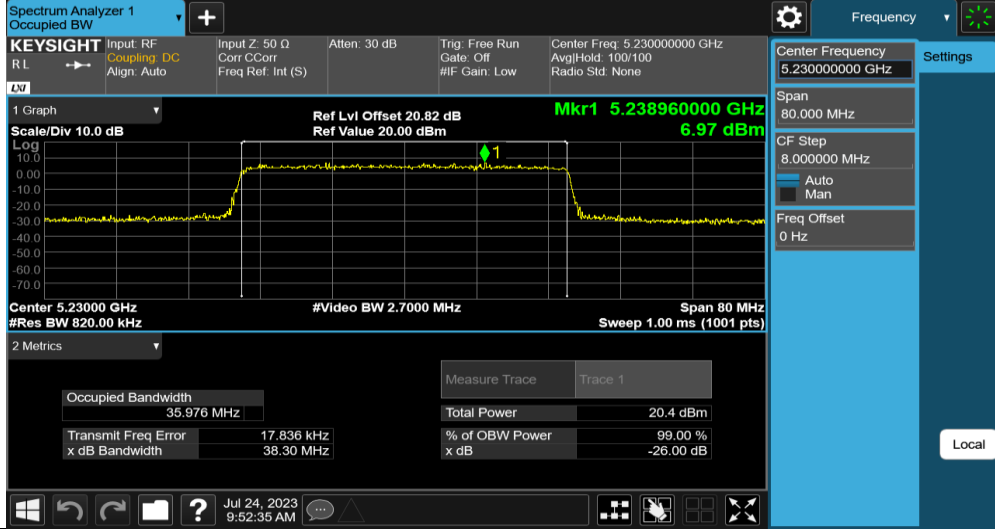 Spectrum Analyzer 1
Occupied BW
+
Frequency
KEYSIGHT
RL
LXI
Input: RF
Coupling: DC
Align: Auto
Input Z: 50 Ω
Corr CCorr
Freq Ref: Int (S)
Atten: 30 dB
Trig: Free Run
Gate: Off
#IF Gain: Low
Center Freq: 5.230000000 GHz
Avg|Hold: 100/100
Radio Std: None
Center Frequency
5.230000000 GHz
Settings
Span
80.000 MHz
CF Step
8.000000 MHz
Auto
Man
Freq Offset
0 Hz
1 Graph
Scale/Div 10.0 dB
Ref Lvl Offset 20.82 dB
Ref Value 20.00 dBm
Mkr1 5.238960000 GHz
6.97 dBm
Log
10.0
0.00
-10.0
-20.0
-30.0
-40.0
-50.0
-60.0
-70.0
1
Center 5.23000 GHz
#Video BW 2.7000 MHz
Span 80 MHz
#Res BW 820.00 kHz
Sweep 1.00 ms (1001 pts)
2 Metrics
Measure Trace Trace 1
Occupied Bandwidth
35.976 MHz
Total Power 20.4 dBm
Transmit Freq Error 17.836 kHz
% of OBW Power 99.00 %
x dB Bandwidth 38.30 MHz
x dB -26.00 dB
Local
?
Jul 24, 2023
9:52:35 AM